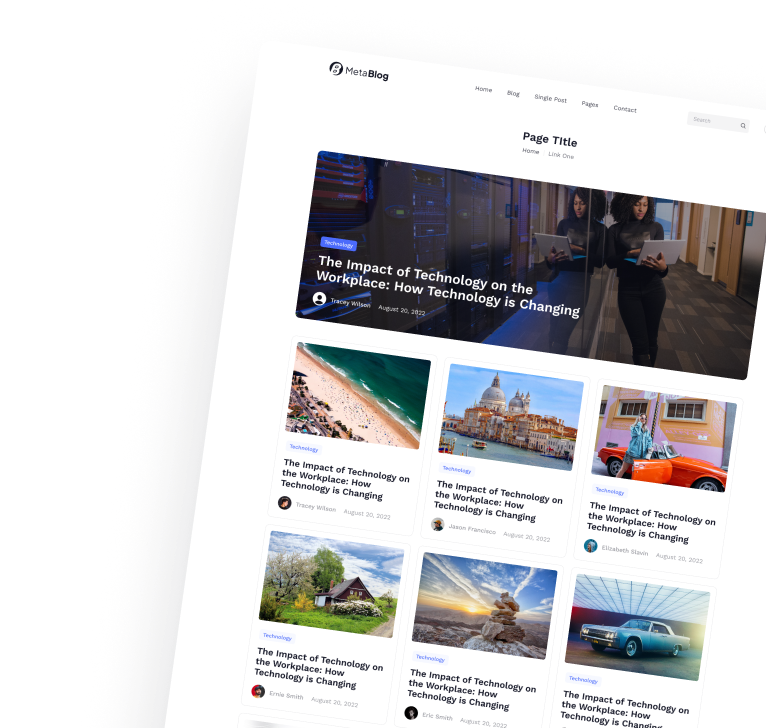 MetaBlog
Home Blog Single Post Pages Contact
Search
Page TItle
Home Link One
Technology
The Impact of Technology on the
Workplace: How Technology is Changing
Tracey Wilson August 20, 2022
Technology
The Impact of Technology on
the Workplace: How
Technology is Changing
Tracey Wilson August 20, 2022
Technology
The Impact of Technology on
the Workplace: How
Technology is Changing
Jason Francisco August 20, 2022
Technology
The Impact of Technology on
the Workplace: How
Technology is Changing
Elizabeth Slavin August 20, 2022
Technology
The Impact of Technology on
the Workplace: How
Technology is Changing
Ernie Smith August 20, 2022
Technology
The Impact of Technology on
the Workplace: How
Technology is Changing
Eric Smith August 20, 2022
Technology
The Impact of Technology on
the Workplace: How
Technology is Changing